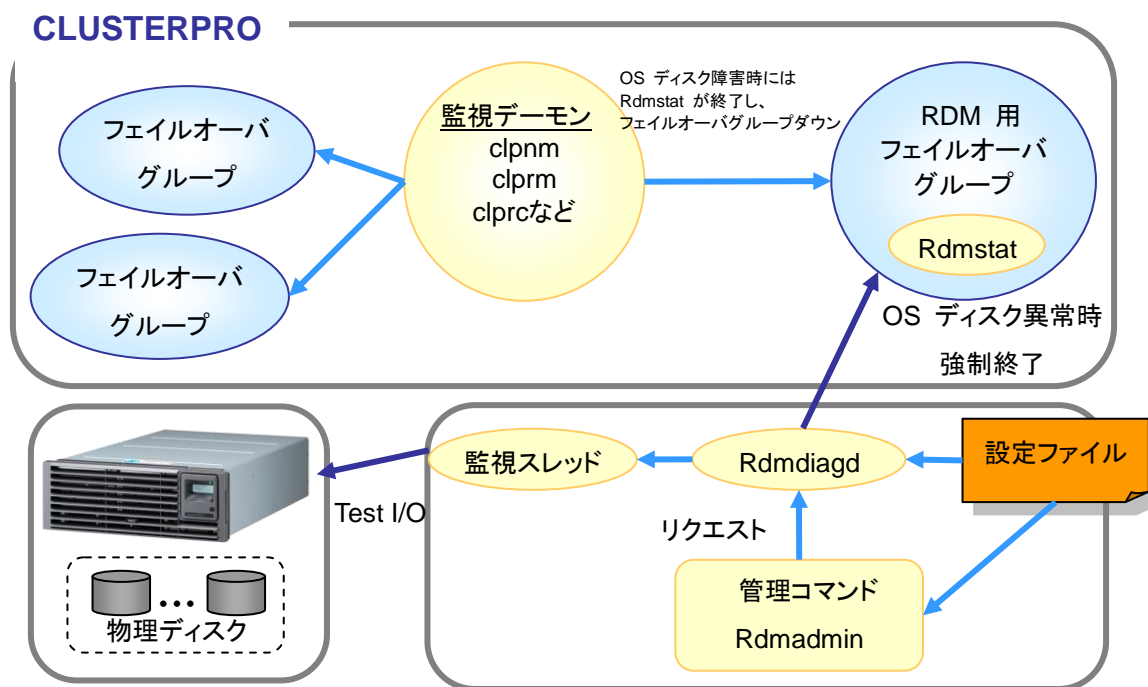 CLUSTERPRO
フェイルオーバ
グループ
フェイルオーバ
グループ
監視デーモン
clpnm
clprm
clprcなど
OS ディスク障害時には
Rdmstat が終了し、
フェイルオーバグループダウン
RDM 用
フェイルオーバ
グループ
Rdmstat
OS ディスク異常時
強制終了
物理ディスク
Test I/O
監視スレッド
Rdmdiagd
設定ファイル
リクエスト
管理コマンド
Rdmadmin